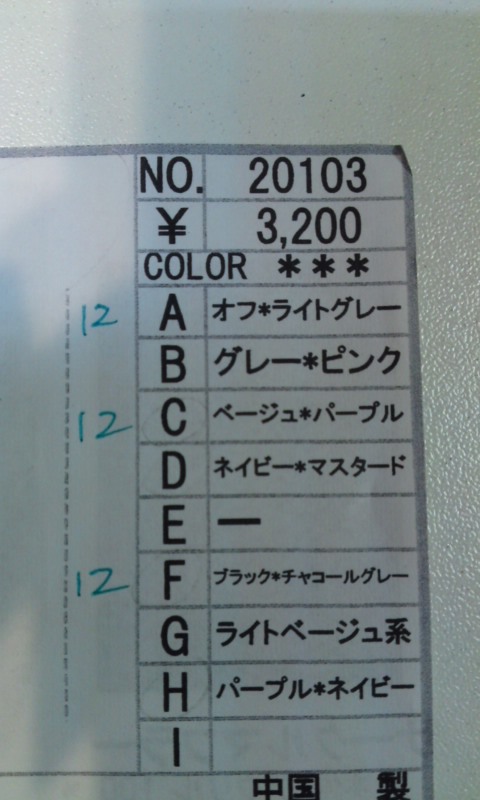 NO. 20103
¥ 3,200
COLOR ***
12 A オフ*ライトグレー
B グレー*ピンク
12 C ベージュ*パープル
D ネイビー*マスタード
E ー
12 F ブラック*チャコールグレー
G ライトベージュ系
H パープル*ネイビー
I
中国 製